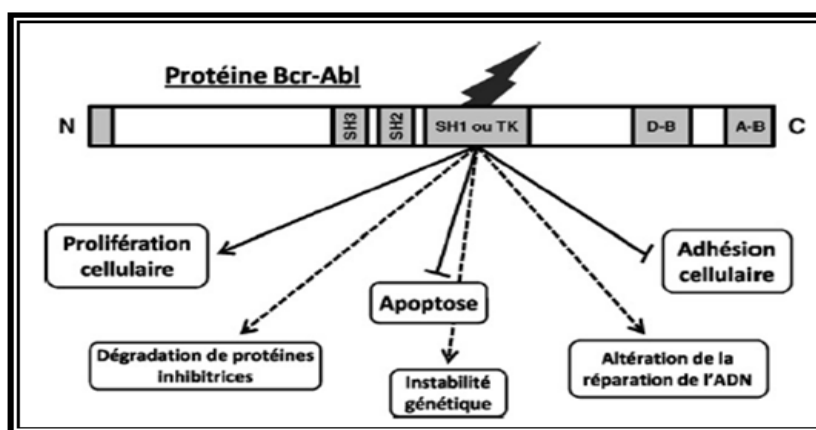 Protéine Bcr-Abl
N SH3 SH2 SH1 ou TK D-B A-B C
Prolifération
cellulaire
Adhésion
cellulaire
Apoptose
Dégradation de protéines
inhibitrices
Instabilité
génétique
Altération de la
réparation de l'ADN